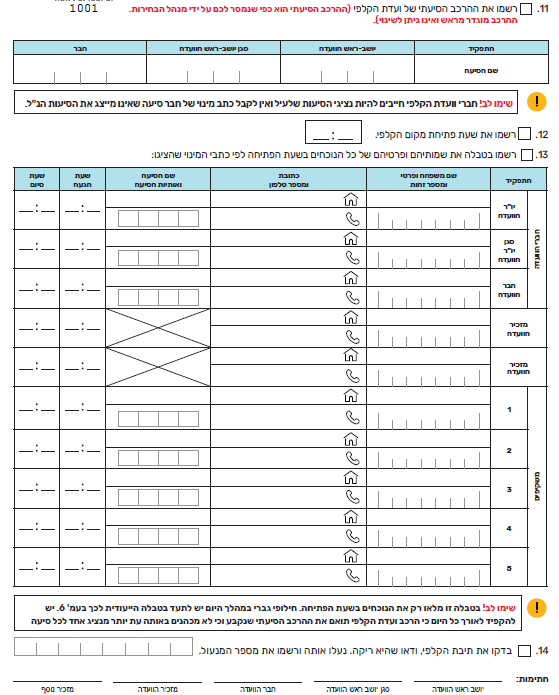 1001
11. רשמו את ההרכב הסיעתי של ועדת הקלפי (ההרכב הסיעתי הוא כפי שנמסר לכם על ידי מנהל הבחירות.
ההרכב מוגדר מראש ואינו ניתן לשינוי).
התפקיד יושב-ראש הוועדה סגן יושב-ראש הוועדה חבר
שם הסיעה
שימו לב! חברי וועדת הקלפי חייבים להיות נציגי הסיעות שלעיל ואין לקבל כתב מינוי של חבר סיעה שאינו מייצג את הסיעות הנ"ל.
12. רשמו את שעת פתיחת מקום הקלפי. :
13. רשמו בטבלה את שמותיהם ופרטיהם של כל הנוכחים בשעת הפתיחה לפי כתבי המינוי שהציגו:
התפקיד שם משפחה ופרטי כתובת שם הסיעה שעת שעת
ומספר זהות ומספר טלפון ואותיות הסיעה הגעה סיום
חברי הוועדה
יו"ר
הוועדה
: :
סגן
יו"ר
הוועדה
: :
חבר
הוועדה
: :
מזכיר
הוועדה
: :
מזכיר
הוועדה
: :
משקיפים
1 : :
2 : :
3 : :
4 : :
5 : :
שימו לב! בטבלה זו מלאו רק את הנוכחים בשעת הפתיחה. חילופי גברי במהלך היום יש לתעד בטבלה הייעודית לכך בעמ' 6. יש
להקפיד לאורך כל היום כי הרכב ועדת הקלפי תואם את ההרכב הסיעתי שנקבע וכי לא מכהנים באותה עת יותר מנציג אחד לכל סיעה
14. בדקו את תיבת הקלפי, ודאו שהיא ריקה. נעלו אותה ורשמו את מספר המנעול.
חתימות:
יושב ראש הוועדה סגן יושב ראש הוועדה חבר הוועדה מזכיר הוועדה מזכיר נוסף